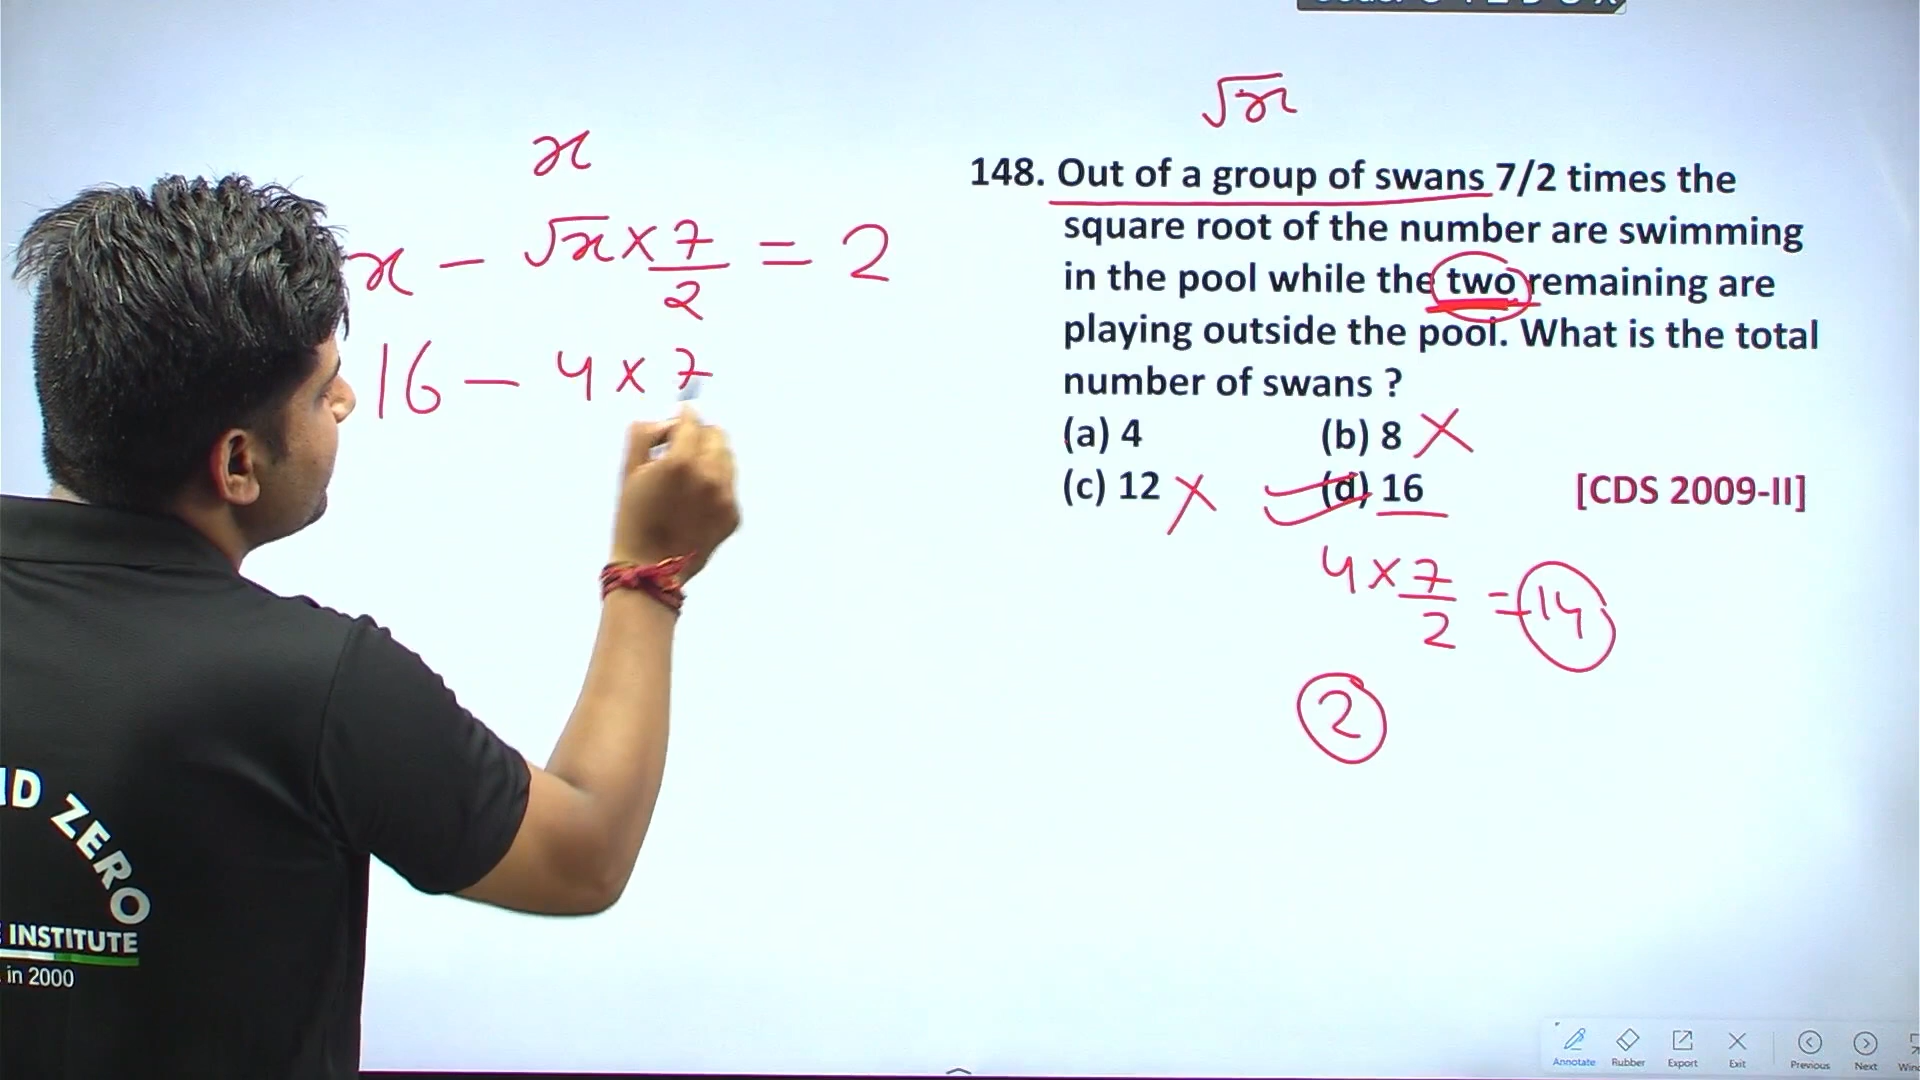 √x
x
x - √x × 7/2 = 2
16 - 4 × 7
148. Out of a group of swans 7/2 times the
square root of the number are swimming
in the pool while the two remaining are
playing outside the pool. What is the total
number of swans ?
(a) 4 (b) 8 ×
(c) 12 × (d) 16 [CDS 2009-II]
4 × 7/2 = 14
2
ZERO
INSTITUTE
in 2000
Annotate Rubber Export Exit Previous Next